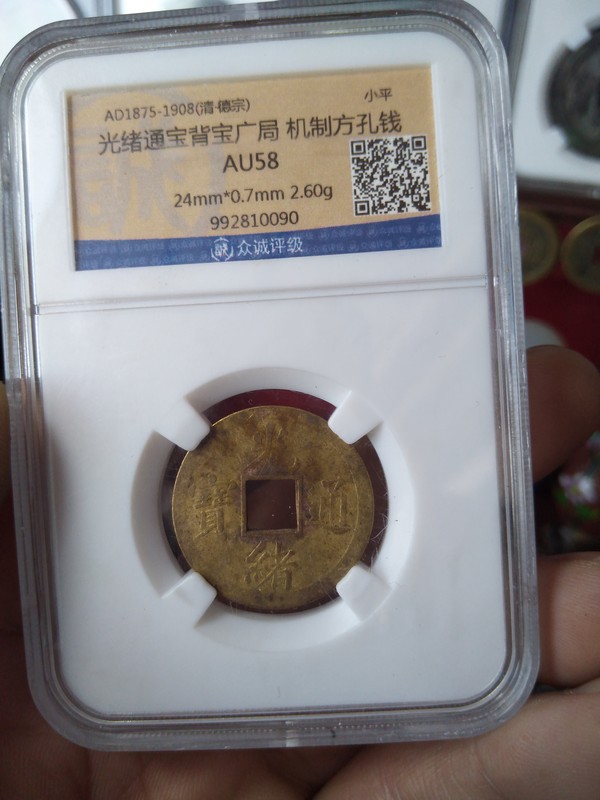 AD1875-1908(清·德宗) 小平
光绪通宝背宝广局 机制方孔钱
AU58
24mm*0.7mm 2.60g
992810090
众诚评级
光
寶 通
緒